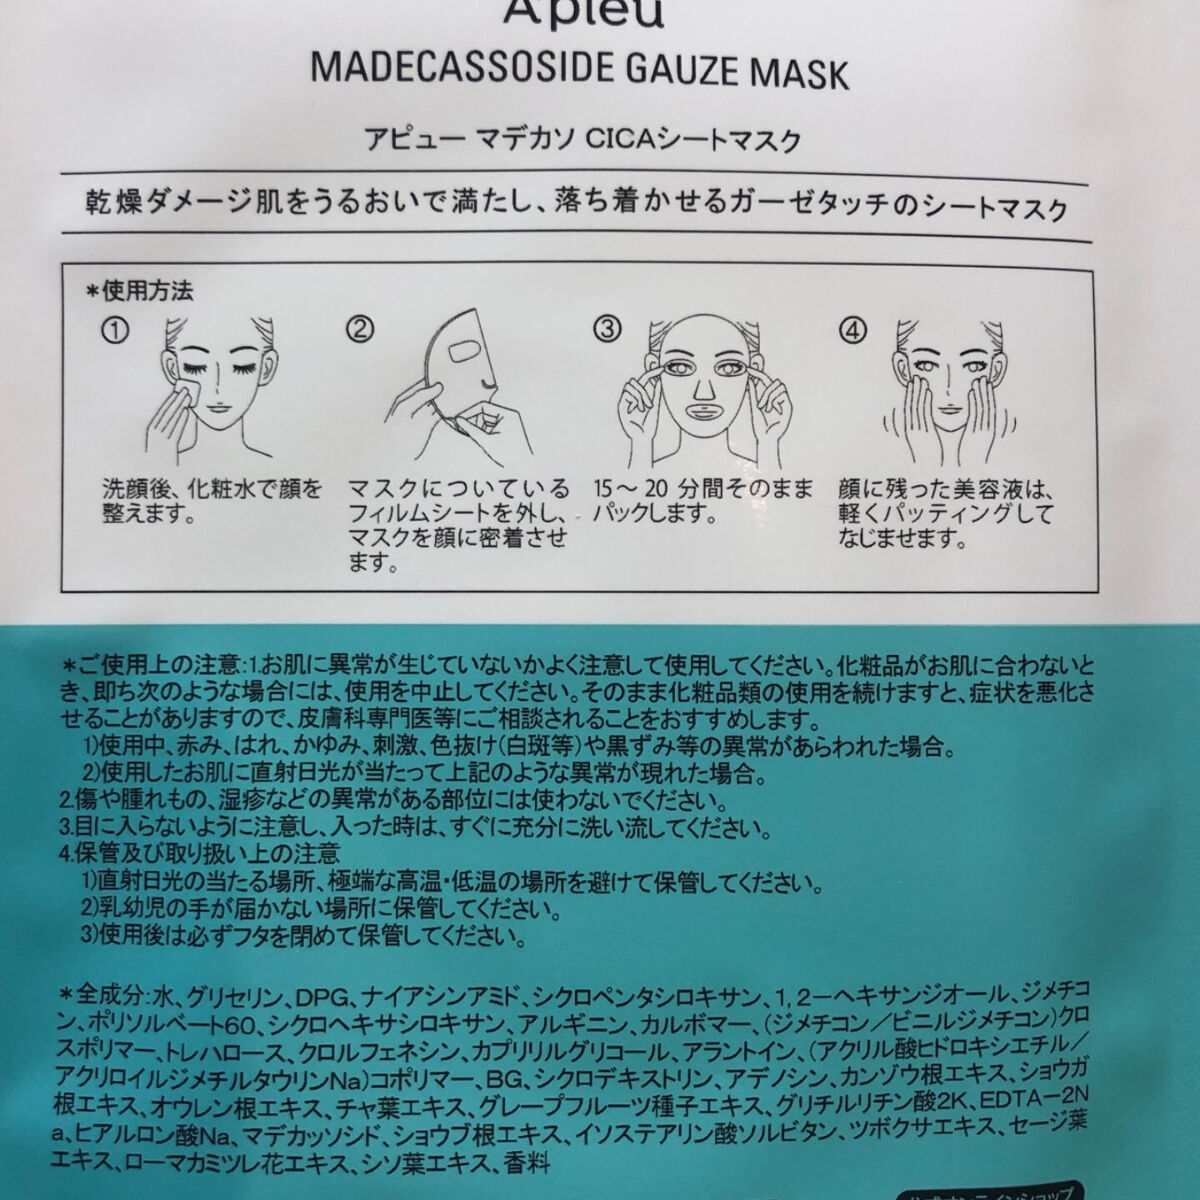 A'pieu
MADECASSOSIDE GAUZE MASK
アピュー マデカソ CICAシートマスク
乾燥ダメージ肌をうるおいで満たし、落ち着かせるガーゼタッチのシートマスク
*使用方法
①
洗顔後、化粧水で顔を
整えます。
②
マスクについている
フィルムシートを外し、
マスクを顔に密着させ
ます。
③
15～20 分間そのまま
パックします。
④
顔に残った美容液は、
軽くパッティングして
なじませます。
*ご使用上の注意:1.お肌に異常が生じていないかよく注意して使用してください。化粧品がお肌に合わないと
き、即ち次のような場合には、使用を中止してください。そのまま化粧品類の使用を続けますと、症状を悪化さ
せることがありますので、皮膚科専門医等にご相談されることをおすすめします。
1)使用中、赤み、はれ、かゆみ、刺激、色抜け(白斑等)や黒ずみ等の異常があらわれた場合。
2)使用したお肌に直射日光が当たって上記のような異常が現れた場合。
2.傷や腫れもの、湿疹などの異常がある部位には使わないでください。
3.目に入らないように注意し、入った時は、すぐに充分に洗い流してください。
4.保管及び取り扱い上の注意
1)直射日光の当たる場所、極端な高温・低温の場所を避けて保管してください。
2)乳幼児の手が届かない場所に保管してください。
3)使用後は必ずフタを閉めて保管してください。
*全成分:水、グリセリン、DPG、ナイアシンアミド、シクロペンタシロキサン、1,2-ヘキサンジオール、ジメチコ
ン、ポリソルベート60、シクロヘキサシロキサン、アルギニン、カルボマー、(ジメチコン/ビニルジメチコン)クロ
スポリマー、トレハロース、クロルフェネシン、カプリリルグリコール、アラントイン、(アクリル酸ヒドロキシエチル/
アクリロイルジメチルタウリンNa)コポリマー、BG、シクロデキストリン、アデノシン、カンゾウ根エキス、ショウガ
根エキス、オウレン根エキス、チャ葉エキス、グレープフルーツ種子エキス、グリチルリチン酸2K、EDTA-2N
a、ヒアルロン酸Na、マデカッソシド、ショウブ根エキス、イソステアリン酸ソルビタン、ツボクサエキス、セージ葉
エキス、ローマカミツレ花エキス、シソ葉エキス、香料
公式オンラインショップ